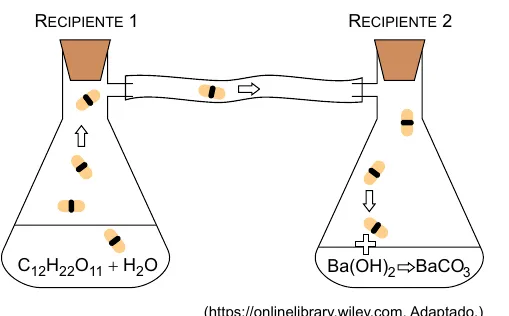 RECIPIENTE 1
RECIPIENTE 2
C₁₂H₂₂O₁₁ + H₂O
Ba(OH)₂⇨BaCO₃
(https://onlinelibrary.wiley.com. Adaptado.)